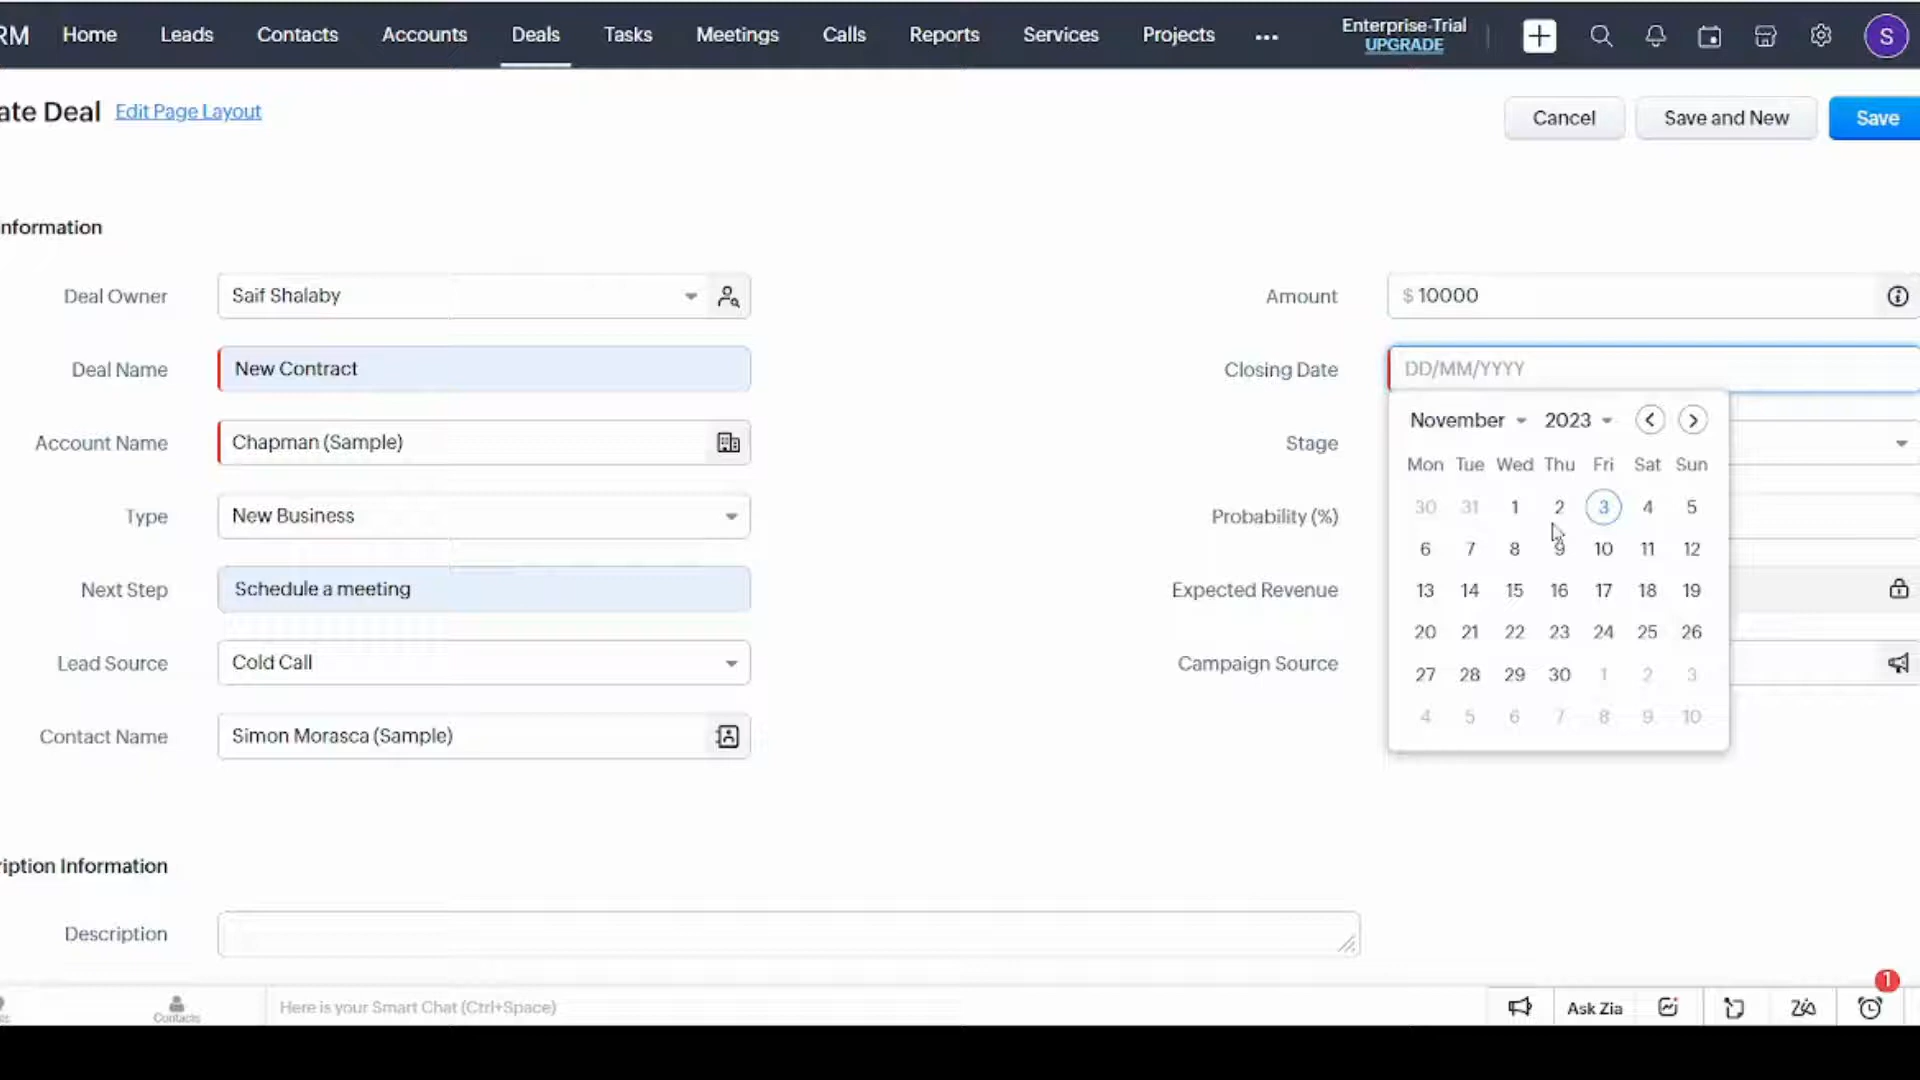 RM Home Leads Contacts Accounts Deals Tasks Meetings Calls Reports Services Projects ... Enterprise-Trial S
UPGRADE
ate Deal Edit Page Layout Cancel Save and New Save
nformation
Deal Owner Saif Shalaby Amount $ 10000
Deal Name New Contract Closing Date DD/MM/YYYY
Account Name Chapman (Sample) Stage
Type New Business Probability (%)
Next Step Schedule a meeting Expected Revenue
Lead Source Cold Call Campaign Source
Contact Name Simon Morasca (Sample)
November 2023
Mon Tue Wed Thu Fri Sat Sun
30 31 1 2 3 4 5
6 7 8 9 10 11 12
13 14 15 16 17 18 19
20 21 22 23 24 25 26
27 28 29 30 1 2 3
4 5 6 7 8 9 10
ription Information
Description
Contacts Here is your Smart Chat (Ctrl+Space) Ask Zia 1